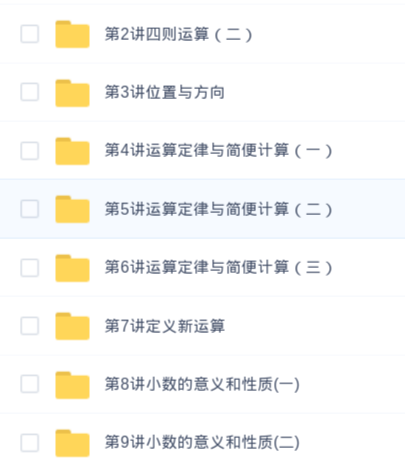 第2讲四则运算（二）
第3讲位置与方向
第4讲运算定律与简便计算（一）
第5讲运算定律与简便计算（二）
第6讲运算定律与简便计算（三）
第7讲定义新运算
第8讲小数的意义和性质(一)
第9讲小数的意义和性质(二)